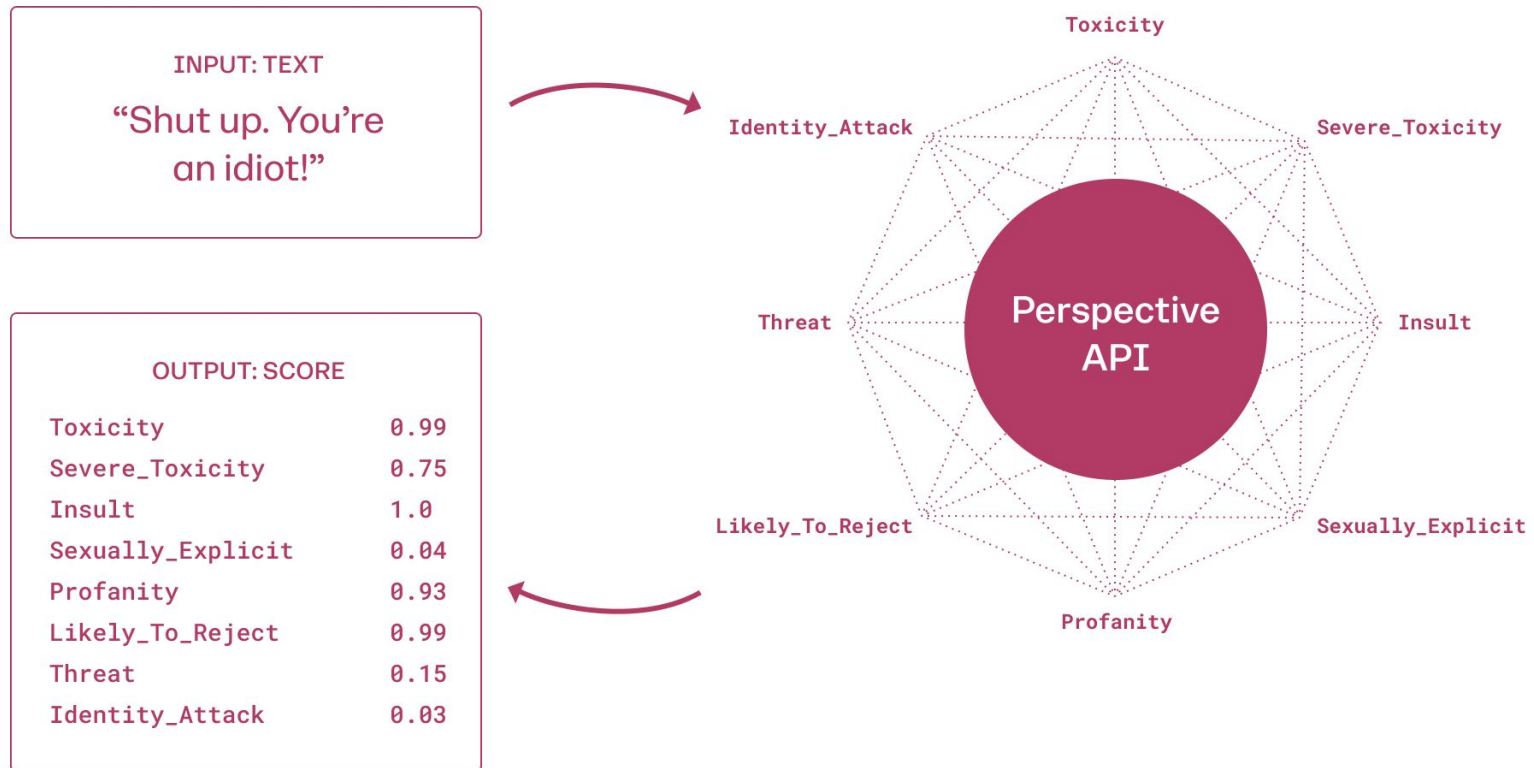 INPUT: TEXT
“Shut up. You’re
an idiot!”
OUTPUT: SCORE
Toxicity 0.99
Severe_Toxicity 0.75
Insult 1.0
Sexually_Explicit 0.04
Profanity 0.93
Likely_To_Reject 0.99
Threat 0.15
Identity_Attack 0.03
Toxicity
Identity_Attack
Severe_Toxicity
Threat
Perspective
API
Insult
Likely_To_Reject
Sexually_Explicit
Profanity